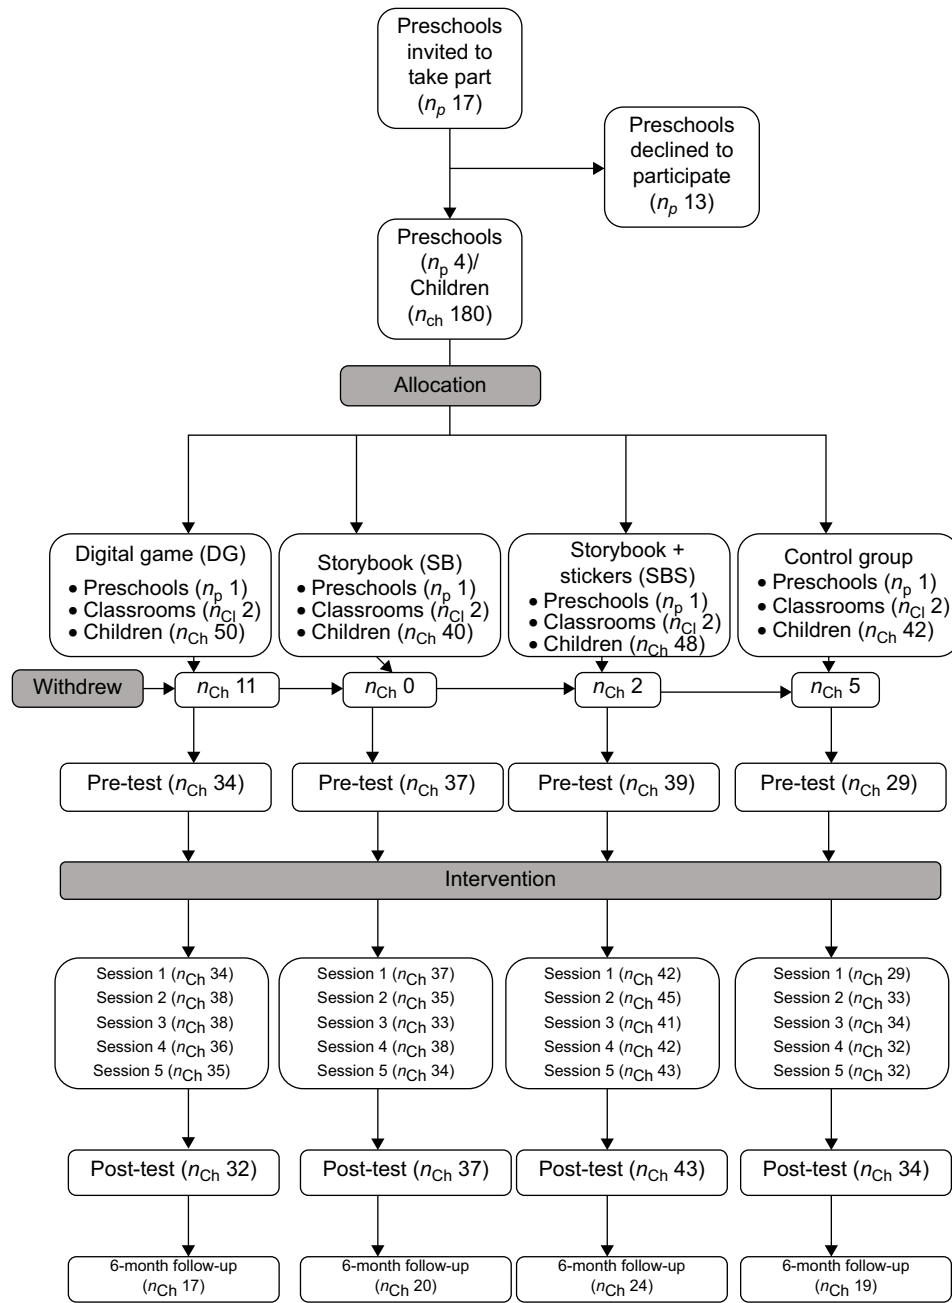 Preschools
invited to
take part
(np 17)
Preschools
declined to
participate
(np 13)
Preschools
(np 4)/
Children
(nch 180)
Allocation
Digital game (DG)
• Preschools (np 1)
• Classrooms (nCl 2)
• Children (nCh 50)
Storybook (SB)
• Preschools (np 1)
• Classrooms (nCl 2)
• Children (nCh 40)
Storybook +
stickers (SBS)
• Preschools (np 1)
• Classrooms (nCl 2)
• Children (nCh 48)
Control group
• Preschools (np 1)
• Classrooms (nCl 2)
• Children (nCh 42)
Withdrew
nCh 11
nCh 0
nCh 2
nCh 5
Pre-test (nCh 34)
Pre-test (nCh 37)
Pre-test (nCh 39)
Pre-test (nCh 29)
Intervention
Session 1 (nCh 34)
Session 2 (nCh 38)
Session 3 (nCh 38)
Session 4 (nCh 36)
Session 5 (nCh 35)
Session 1 (nCh 37)
Session 2 (nCh 35)
Session 3 (nCh 33)
Session 4 (nCh 38)
Session 5 (nCh 34)
Session 1 (nCh 42)
Session 2 (nCh 45)
Session 3 (nCh 41)
Session 4 (nCh 42)
Session 5 (nCh 43)
Session 1 (nCh 29)
Session 2 (nCh 33)
Session 3 (nCh 34)
Session 4 (nCh 32)
Session 5 (nCh 32)
Post-test (nCh 32)
Post-test (nCh 37)
Post-test (nCh 43)
Post-test (nCh 34)
6-month follow-up
(nCh 17)
6-month follow-up
(nCh 20)
6-month follow-up
(nCh 24)
6-month follow-up
(nCh 19)